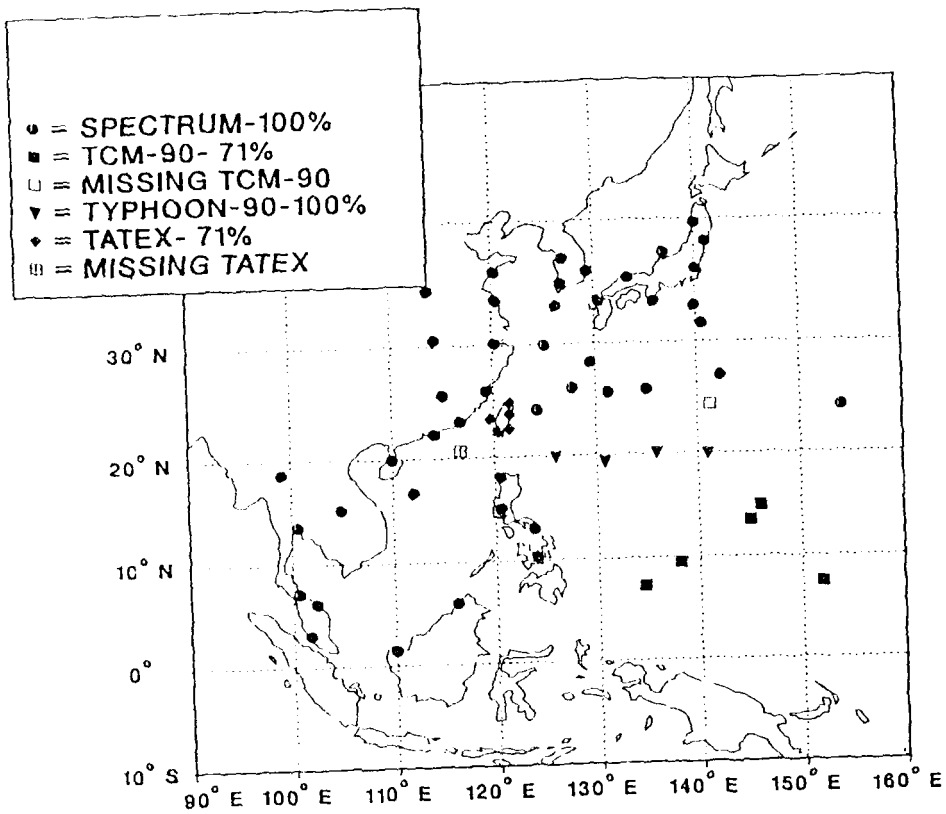 = SPECTRUM-100%
= TCM-90- 71%
= MISSING TCM-90
= TYPHOON-90-100%
= TATEX- 71%
= MISSING TATEX
30° N
20° N
10° N
0°
10° S
90° E 100° E 110° E 120° E 130° E 140° E 150° E 160° E